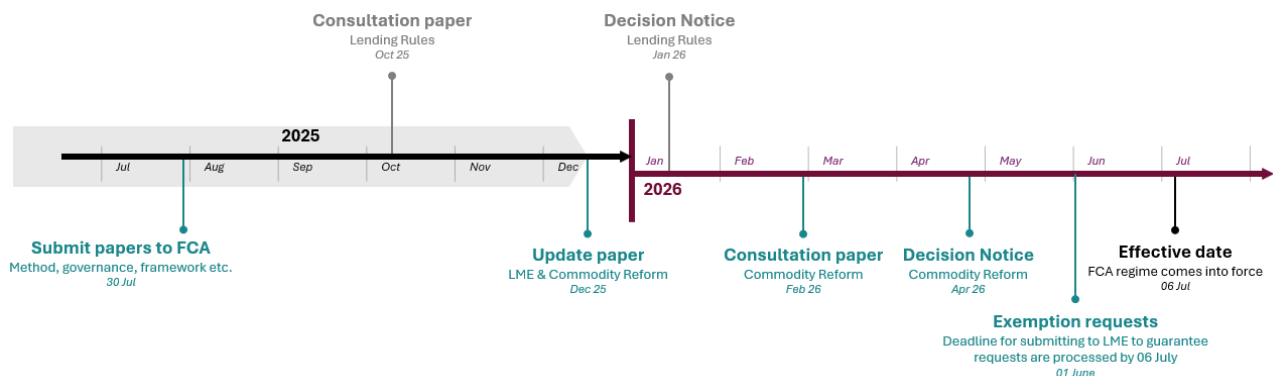 Consultation paper
Lending Rules
Oct 25
Decision Notice
Lending Rules
Jan 26
2025
Jul
Aug
Sep
Oct
Nov
Dec
Jan
Feb
Mar
Apr
May
Jun
Jul
2026
Submit papers to FCA
Method, governance, framework etc.
30 Jul
Update paper
LME & Commodity Reform
Dec 25
Consultation paper
Commodity Reform
Feb 26
Decision Notice
Commodity Reform
Apr 26
Effective date
FCA regime comes into force
06 Jul
Exemption requests
Deadline for submitting to LME to guarantee
requests are processed by 06 July
01 June